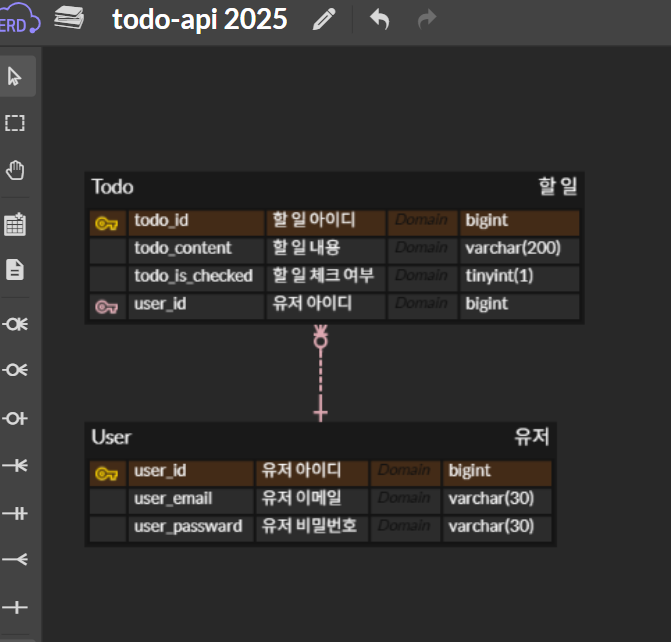 ERD
todo-api 2025
Todo 할 일
todo_id 할 일 아이디 Domain bigint
todo_content 할 일 내용 Domain varchar(200)
todo_is_checked 할 일 체크 여부 Domain tinyint(1)
user_id 유저 아이디 Domain bigint
User 유저
user_id 유저 아이디 Domain bigint
user_email 유저 이메일 Domain varchar(30)
user_passward 유저 비밀번호 Domain varchar(30)